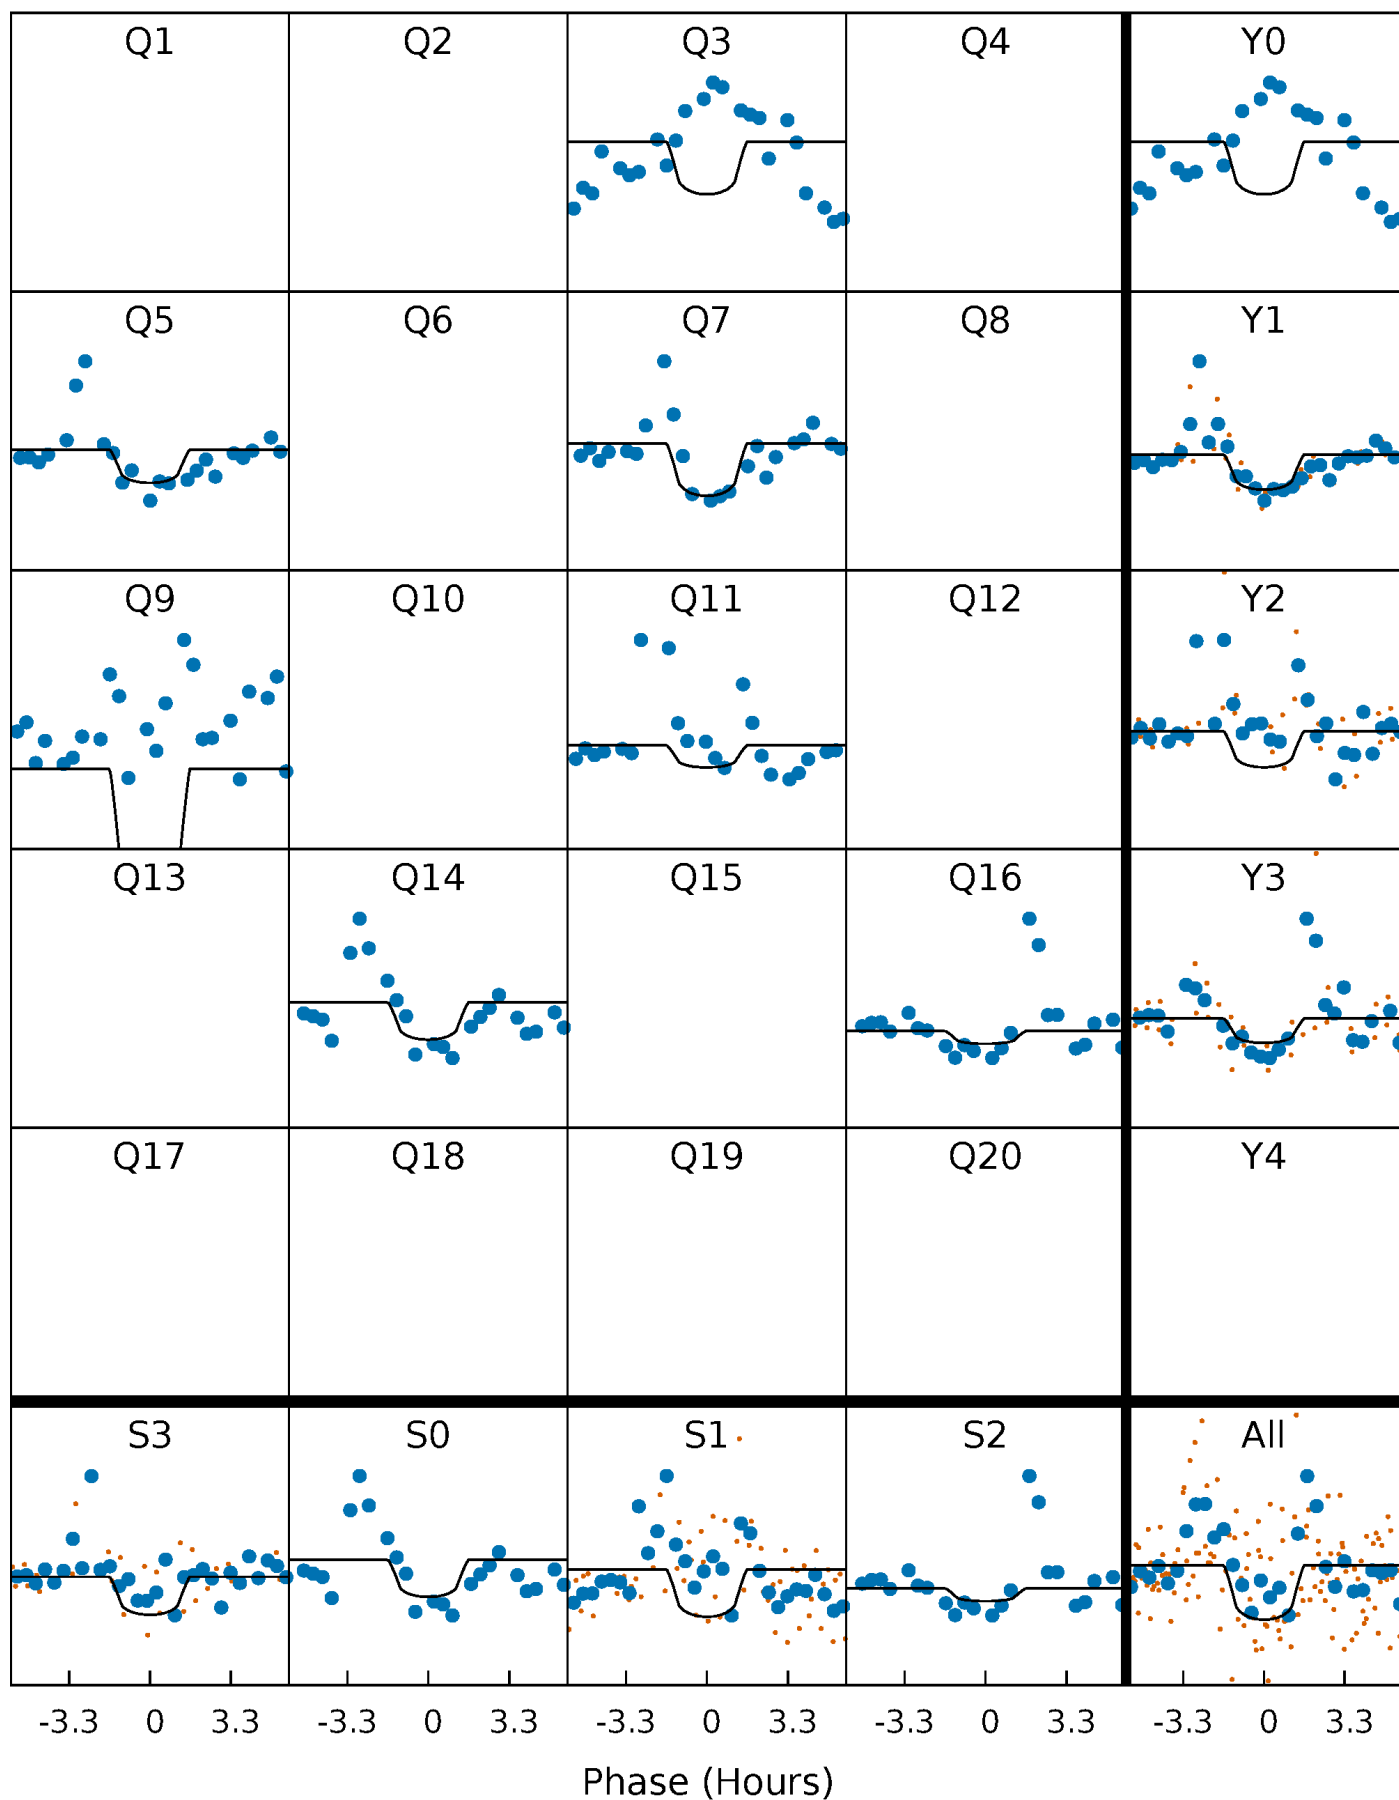 Q1 Q2 Q3 Q4 Y0
Q5 Q6 Q7 Q8 Y1
Q9 Q10 Q11 Q12 Y2
Q13 Q14 Q15 Q16 Y3
Q17 Q18 Q19 Q20 Y4
S3 S0 S1 S2 All
-3.3 0 3.3 -3.3 0 3.3 -3.3 0 3.3 -3.3 0 3.3 -3.3 0 3.3
Phase (Hours)